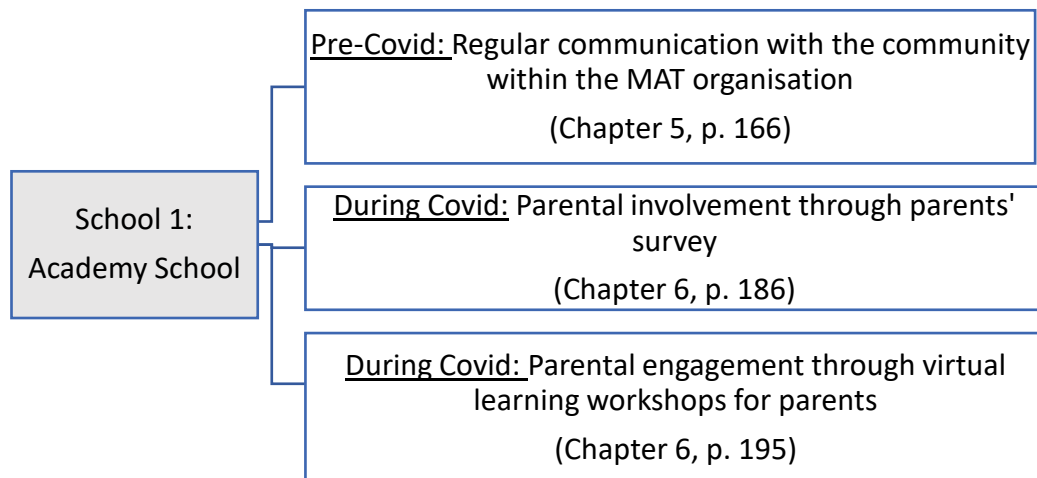 Pre-Covid: Regular communication with the community
within the MAT organisation
(Chapter 5, p. 166)
School 1:
Academy School
During Covid: Parental involvement through parents'
survey
(Chapter 6, p. 186)
During Covid: Parental engagement through virtual
learning workshops for parents
(Chapter 6, p. 195)